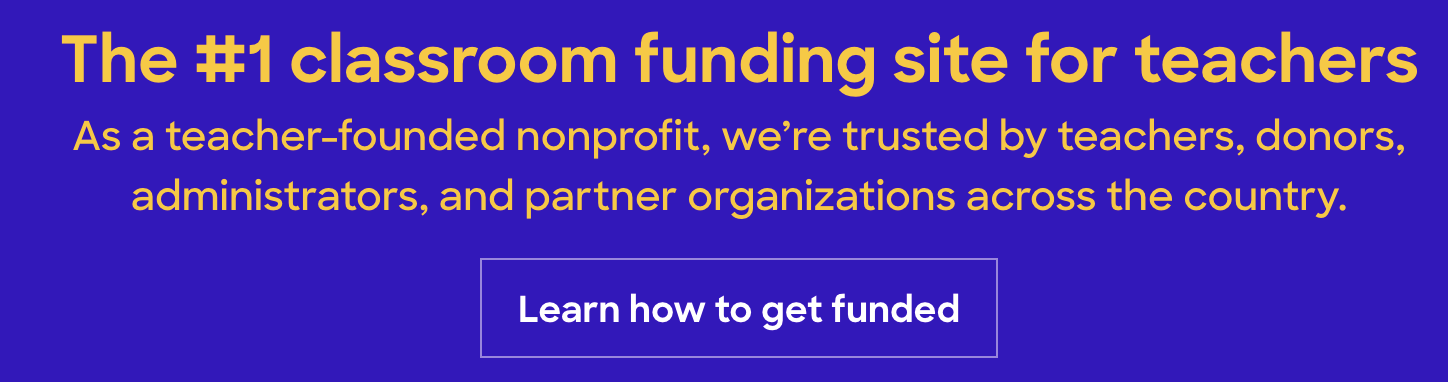 The #1 classroom funding site for teachers
As a teacher-founded nonprofit, we’re trusted by teachers, donors,
administrators, and partner organizations across the country.
Learn how to get funded